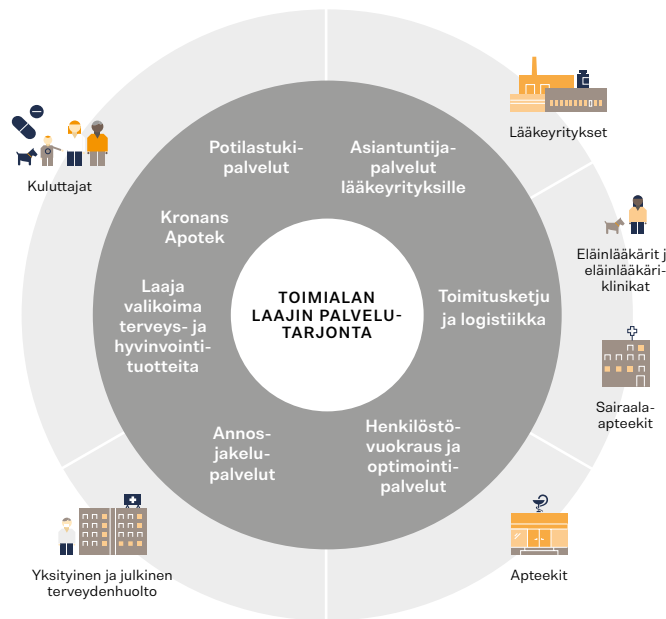 TOIMIALAN
LAAJIN PALVELU-
TARJONTA
Potilastuki-
palvelut
Asiantuntija-
palvelut
lääkeyrityksille
Kronans
Apotek
Laaja
valikoima
terveys- ja
hyvinvointi-
tuotteita
Toimitusketju
ja logistiikka
Annos-
jakelu-
palvelut
Henkilöstö-
vuokraus ja
optimointi-
palvelut
Kuluttajat
Lääkeyritykset
Eläinlääkärit j
eläinlääkäri-
klinikat
Sairaala-
apteekit
Apteekit
Yksityinen ja julkinen
terveydenhuolto